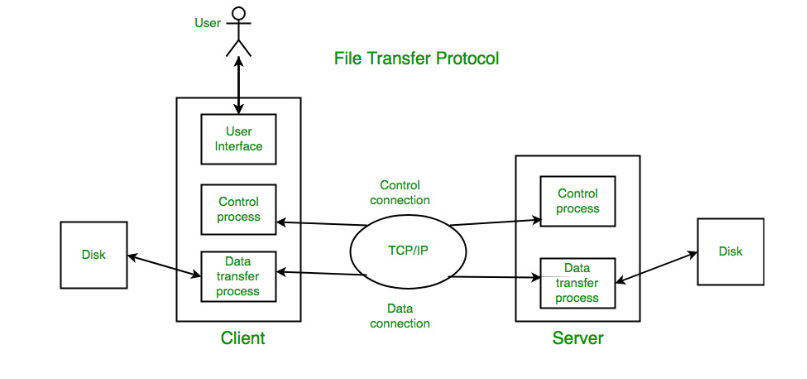 User
File Transfer Protocol
User
Interface
Control
process
Data
transfer
process
Disk
Client
Control
connection
TCP/IP
Data
connection
Control
process
Data
transfer
process
Disk
Server